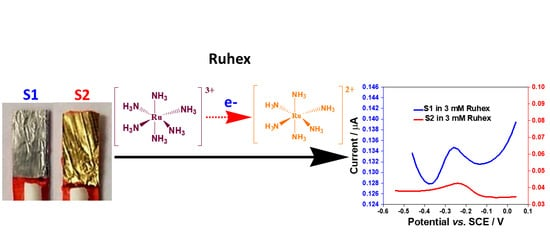 Ruhex
S1 S2
3+
NH₃
H₃N
NH₃
Ru
H₃N
NH₃
NH₃
e-
2+
NH₃
H₃N
NH₃
Ru
H₃N
NH₃
NH₃
S1 in 3 mM Ruhex
S2 in 3 mM Ruhex
Current / µA
0.146
0.144
0.142
0.140
0.138
0.136
0.134
0.132
0.130
0.128
0.126
0.124
0.10
0.09
0.08
0.07
0.06
0.05
0.04
0.03
-0.6 -0.5 -0.4 -0.3 -0.2 -0.1 0.0 0.1
Potential vs. SCE / V